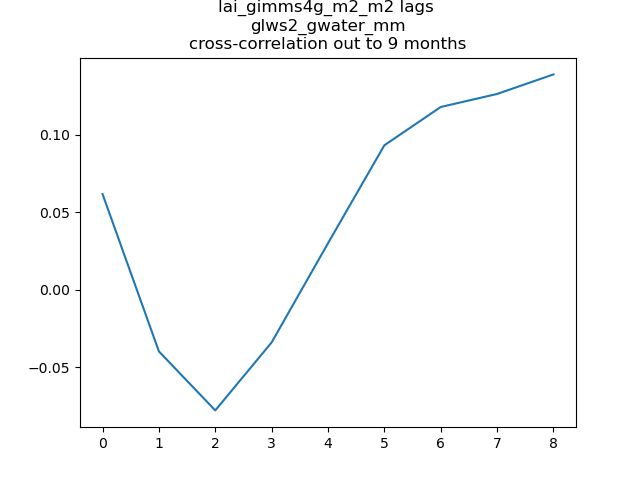 lai_gimms4g_m2_m2 lags
glws2_gwater_mm
cross-correlation out to 9 months
0.10
0.05
0.00
−0.05
0 1 2 3 4 5 6 7 8